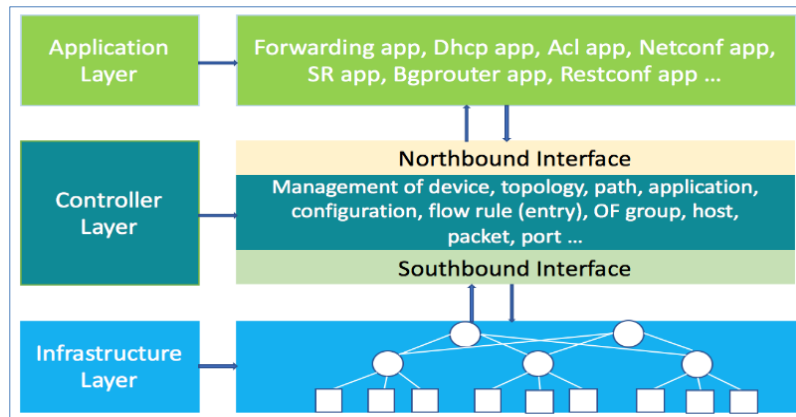 Application
Layer
Forwarding app, Dhcp app, Acl app, Netconf app,
SR app, Bgprouter app, Restconf app ...
Northbound Interface
Controller
Layer
Management of device, topology, path, application,
configuration, flow rule (entry), OF group, host,
packet, port ...
Southbound Interface
Infrastructure
Layer